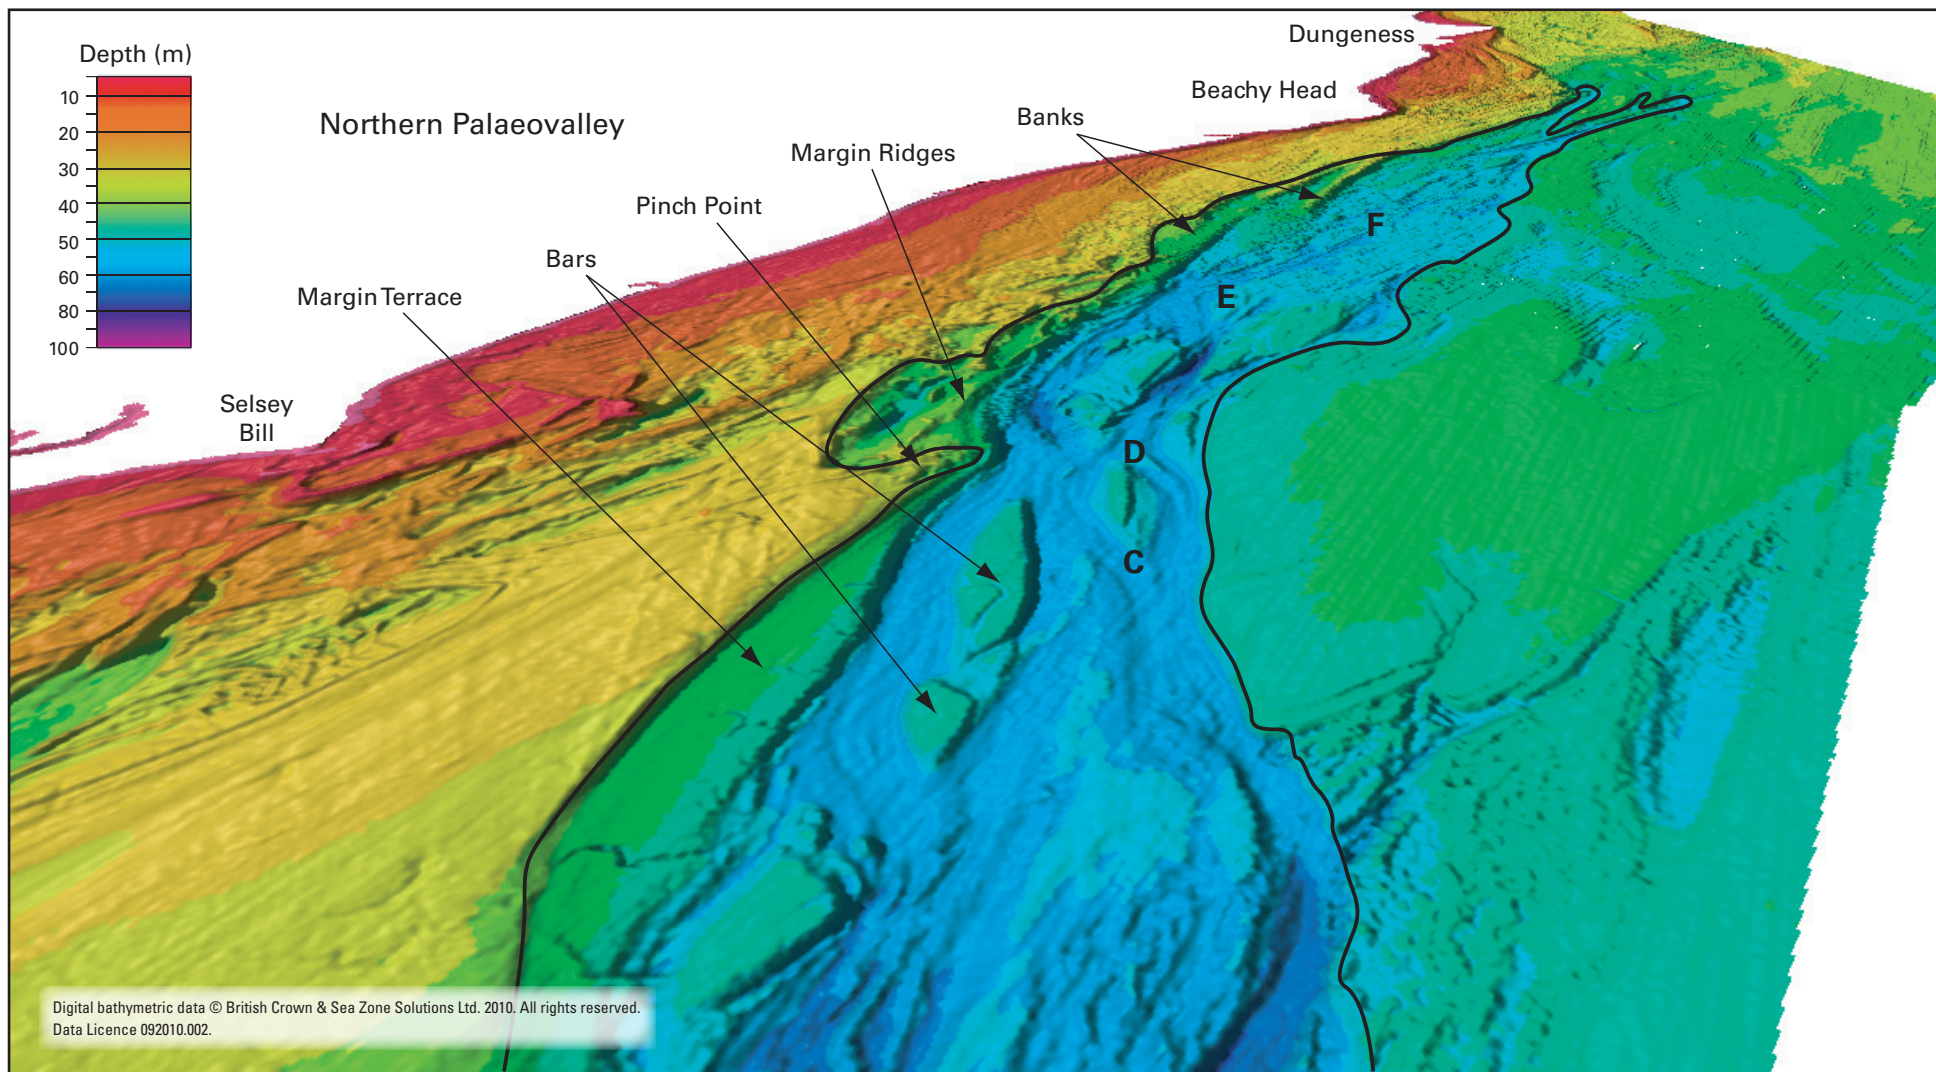 Depth (m)
10
20
30
40
50
60
80
100
Northern Palaeovalley
Dungeness
Beachy Head
Banks
Margin Ridges
Pinch Point
Bars
Margin Terrace
Selsey
Bill
F
E
D
C
Digital bathymetric data © British Crown & Sea Zone Solutions Ltd. 2010. All rights reserved.
Data Licence 092010.002.